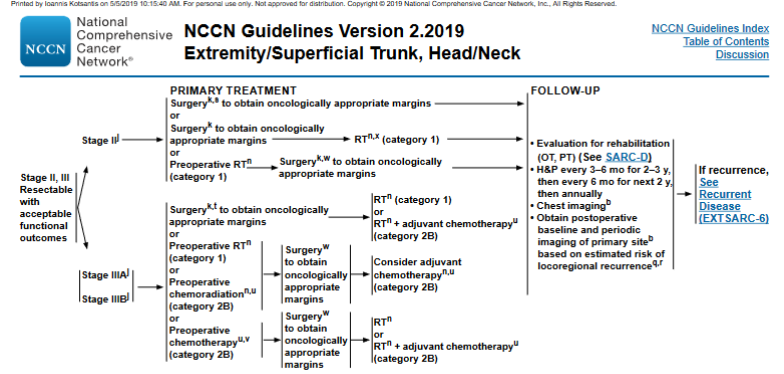 Printed by Ioannis Kotsantis on 5/5/2019 10:15:40 AM. For personal use only. Not approved for distribution. Copyright © 2019 National Comprehensive Cancer Network, Inc., All Rights Reserved.
NCCN
National
Comprehensive
Cancer
Network®
NCCN Guidelines Version 2.2019
Extremity/Superficial Trunk, Head/Neck
NCCN Guidelines Index
Table of Contents
Discussion
PRIMARY TREATMENT
FOLLOW-UP
Stage II, III
Resectable
with
acceptable
functional
outcomes
Stage IIj
Surgeryk,s to obtain oncologically appropriate margins
or
Surgeryk to obtain oncologically
appropriate margins
RTn,x (category 1)
or
Preoperative RTn
(category 1)
Surgeryk,w to obtain oncologically
appropriate margins
Stage IIIAj
Stage IIIBj
Surgeryk,t to obtain oncologically
appropriate margins
RTn (category 1)
or
RTn + adjuvant chemotherapyu
(category 2B)
or
Preoperative RTn
(category 1)
or
Preoperative
chemoradiationn,u
(category 2B)
Surgeryw
to obtain
oncologically
appropriate
margins
Consider adjuvant
chemotherapyn,u
(category 2B)
or
Preoperative
chemotherapyu,v
(category 2B)
Surgeryw
to obtain
oncologically
appropriate
margins
RTn
or
RTn + adjuvant chemotherapyu
(category 2B)
• Evaluation for rehabilitation
(OT, PT) (See SARC-D)
• H&P every 3–6 mo for 2–3 y,
then every 6 mo for next 2 y,
then annually
• Chest imagingb
• Obtain postoperative
baseline and periodic
imaging of primary siteb
based on estimated risk of
locoregional recurrenceq,r
If recurrence,
See
Recurrent
Disease
(EXTSARC-6)